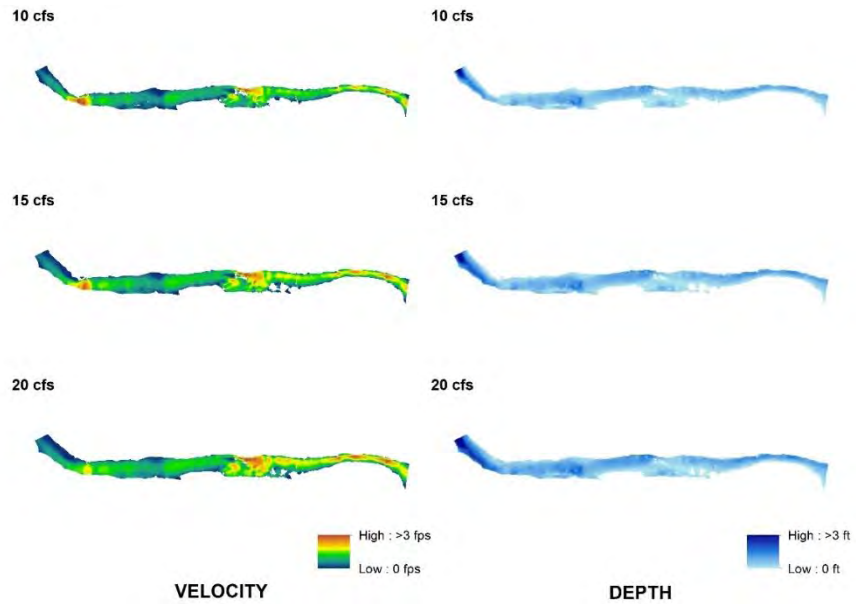 10 cfs
15 cfs
20 cfs
High : >3 fps
Low : 0 fps
VELOCITY
10 cfs
15 cfs
20 cfs
High : >3 ft
Low : 0 ft
DEPTH